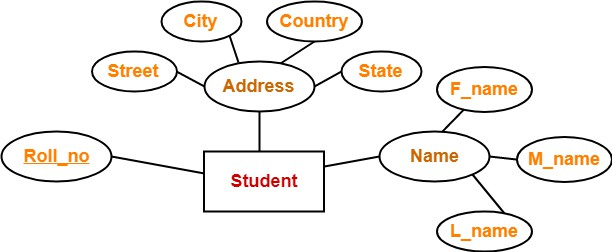 City
Country
Street
Address
State
F_name
Roll_no
Name
M_name
Student
L_name